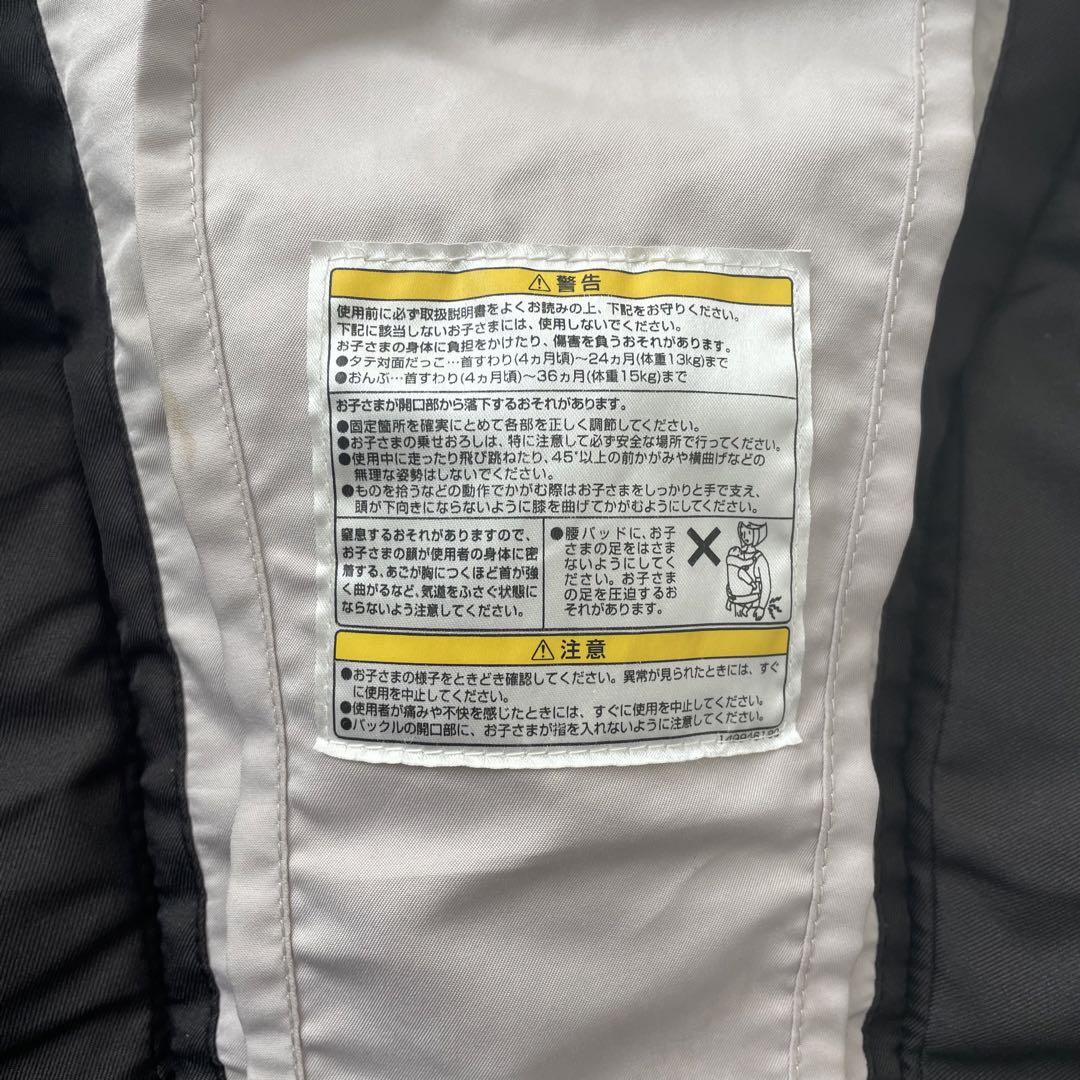 ⚠警告
使用前に必ず取扱説明書をよくお読みの上、下記をお守りください。
下記に該当しないお子さまには、使用しないでください。
お子さまの身体に負担をかけたり、傷害を負うおそれがあります。
●タテ対面だっこ…首すわり(4ヵ月頃)〜24ヵ月(体重13kg)まで
●おんぶ…首すわり(4ヵ月頃)〜36ヵ月(体重15kg)まで
お子さまが開口部から落下するおそれがあります。
●固定箇所を確実にとめて各部を正しく調節してください。
●お子さまの乗せおろしは、特に注意して必ず安全な場所で行ってください。
●使用中に走ったり飛び跳ねたり、45°以上の前かがみや横曲げなどの
無理な姿勢はしないでください。
●ものを拾うなどの動作でかがむ際はお子さまをしっかりと手で支え、
頭が下向きにならないように膝を曲げてかがむようにしてください。
窒息するおそれがありますので、
お子さまの顔が使用者の身体に密
着する、あごが胸につくほど首が強
く曲がるなど、気道をふさぐ状態に
ならないよう注意してください。
●腰パッドに、お子
さまの足をはさま
ないようにしてく
ださい。お子さま
の足を圧迫するお
それがあります。
⚠注意
●お子さまの様子をときどき確認してください。異常が見られたときには、すぐ
に使用を中止してください。
●使用者が痛みや不快を感じたときには、すぐに使用を中止してください。
●バックルの開口部に、お子さまが指を入れないように注意してください。